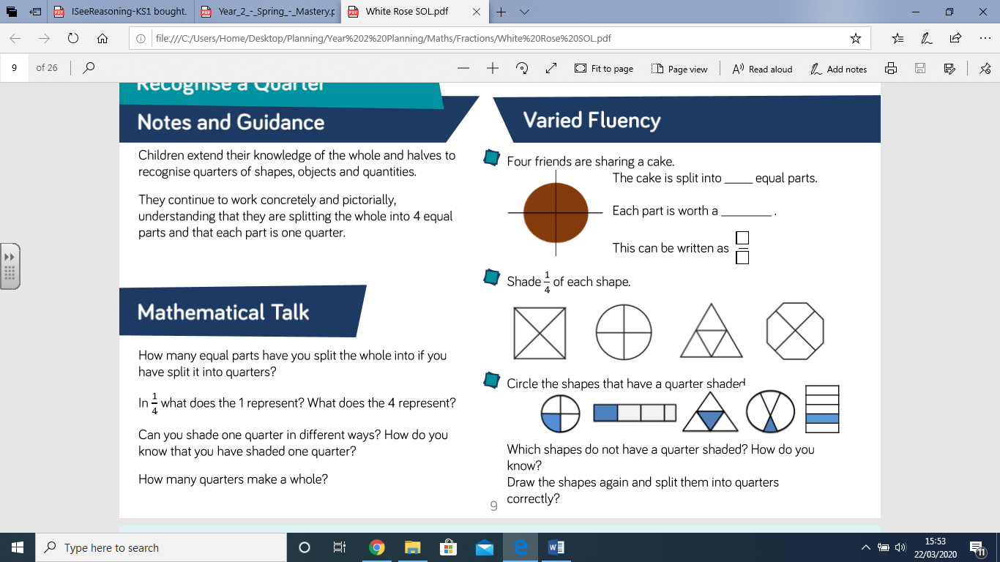 ISeeReasoning-KS1 bought.
Year_2_-_Spring_-_Mastery.p
White Rose SOL.pdf
file:///C:/Users/Home/Desktop/Planning/Year%202%20Planning/Maths/Fractions/White%20Rose%20SOL.pdf
9 of 26
Fit to page
Page view
Read aloud
Add notes
Recognise a Quarter
Notes and Guidance
Children extend their knowledge of the whole and halves to
recognise quarters of shapes, objects and quantities.
They continue to work concretely and pictorially,
understanding that they are splitting the whole into 4 equal
parts and that each part is one quarter.
Mathematical Talk
How many equal parts have you split the whole into if you
have split it into quarters?
In 1/4 what does the 1 represent? What does the 4 represent?
Can you shade one quarter in different ways? How do you
know that you have shaded one quarter?
How many quarters make a whole?
Varied Fluency
Four friends are sharing a cake.
The cake is split into ____ equal parts.
Each part is worth a ________ .
This can be written as
Shade 1/4 of each shape.
Circle the shapes that have a quarter shaded
Which shapes do not have a quarter shaded? How do you
know?
Draw the shapes again and split them into quarters
correctly?
9
Type here to search
15:53
22/03/2020
11